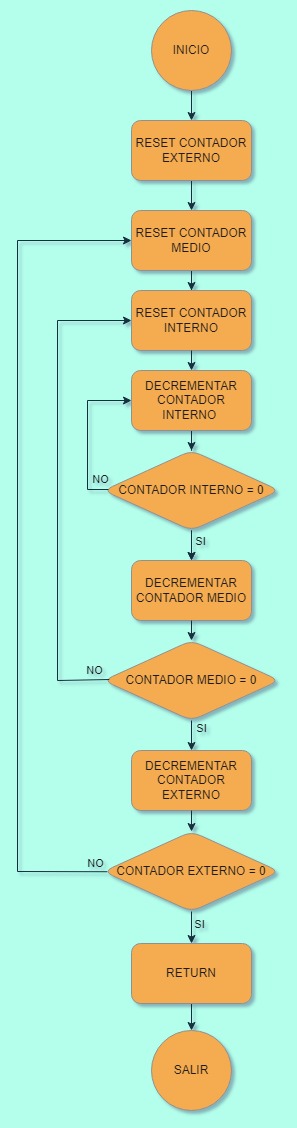 INICIO
RESET CONTADOR
EXTERNO
RESET CONTADOR
MEDIO
RESET CONTADOR
INTERNO
DECREMENTAR
CONTADOR
INTERNO
NO
CONTADOR INTERNO = 0
SI
DECREMENTAR
CONTADOR MEDIO
NO
CONTADOR MEDIO = 0
SI
DECREMENTAR
CONTADOR
EXTERNO
NO
CONTADOR EXTERNO = 0
SI
RETURN
SALIR